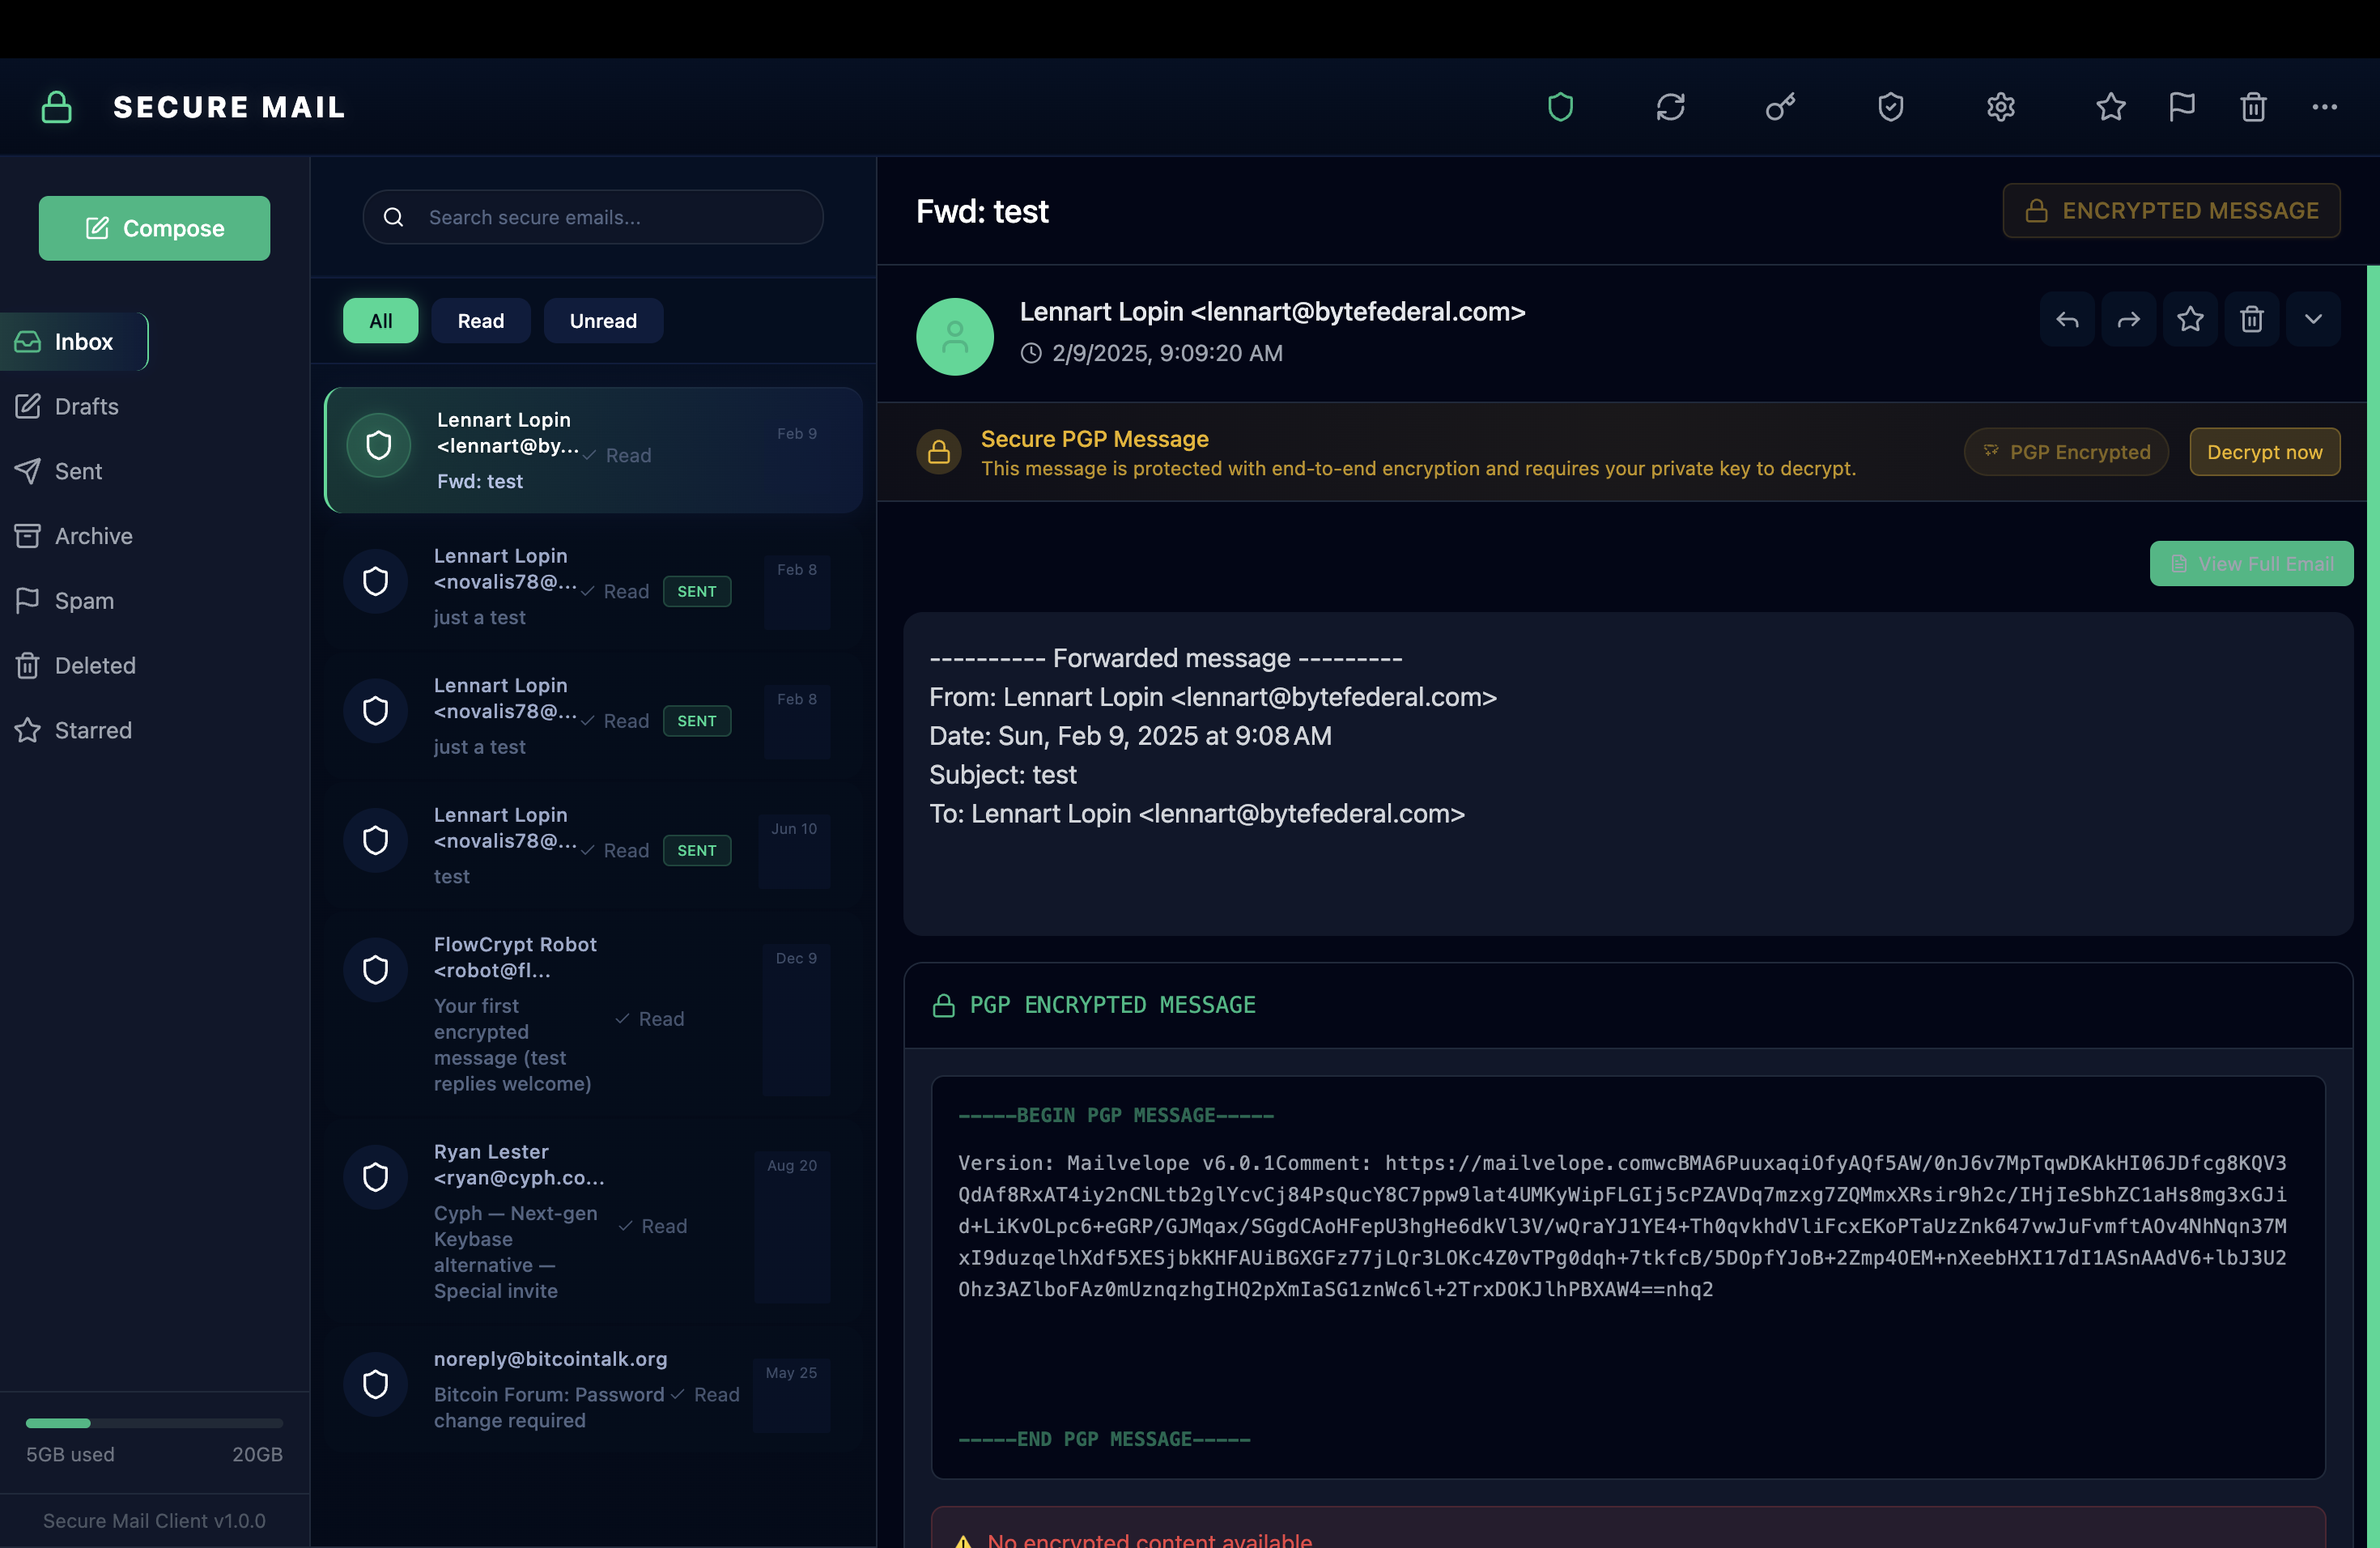 SECURE MAIL
Compose
Inbox
Drafts
Sent
Archive
Spam
Deleted
Starred
5GB used
20GB
Secure Mail Client v1.0.0
Search secure emails...
All
Read
Unread
Lennart Lopin
<lennart@by...
Read
Feb 9
Fwd: test
Lennart Lopin
<novalis78@...
Read
SENT
Feb 8
just a test
Lennart Lopin
<novalis78@...
Read
SENT
Feb 8
just a test
Lennart Lopin
<novalis78@...
Read
SENT
Jun 10
test
FlowCrypt Robot
<robot@fl...
Dec 9
Your first
encrypted
message (test
replies welcome)
Read
Ryan Lester
<ryan@cyph.co...
Aug 20
Cyph — Next-gen
Keybase
alternative —
Special invite
Read
noreply@bitcointalk.org
May 25
Bitcoin Forum: Password
change required
Read
Fwd: test
ENCRYPTED MESSAGE
Lennart Lopin <lennart@bytefederal.com>
2/9/2025, 9:09:20 AM
Secure PGP Message
This message is protected with end-to-end encryption and requires your private key to decrypt.
PGP Encrypted
Decrypt now
View Full Email
---------- Forwarded message ---------
From: Lennart Lopin <lennart@bytefederal.com>
Date: Sun, Feb 9, 2025 at 9:08 AM
Subject: test
To: Lennart Lopin <lennart@bytefederal.com>
PGP ENCRYPTED MESSAGE
-----BEGIN PGP MESSAGE-----
Version: Mailvelope v6.0.1Comment: https://mailvelope.comwcBMA6PuuxaqiOfyAQf5AW/0nJ6v7MpTqwDKAkHI06JDfcg8KQV3
QdAf8RxAT4iy2nCNLtb2glYcvCj84PsQucY8C7ppw9lat4UMKyWipFLGIj5cPZAVDq7mzxg7ZQMmxXRsir9h2c/IHjIeSbhZC1aHs8mg3xGJi
d+LiKvOLpc6+eGRP/GJMqax/SGgdCAoHFepU3hgHe6dkVl3V/wQraYJ1YE4+Th0qvkhdVliFcxEKoPTaUzZnk647vwJuFvmftAOv4NhNqn37M
xI9duzqelhXdf5XESjbkKHFAUiBGXGFz77jLQr3LOKc4Z0vTPg0dqh+7tkfcB/5DOpfYJoB+2Zmp4OEM+nXeebHXI17dI1ASnAAdV6+lbJ3U2
Ohz3AZlboFAz0mUznqzhgIHQ2pXmIaSG1znWc6l+2TrxDOKJlhPBXAW4==nhq2
-----END PGP MESSAGE-----
No encrypted content available